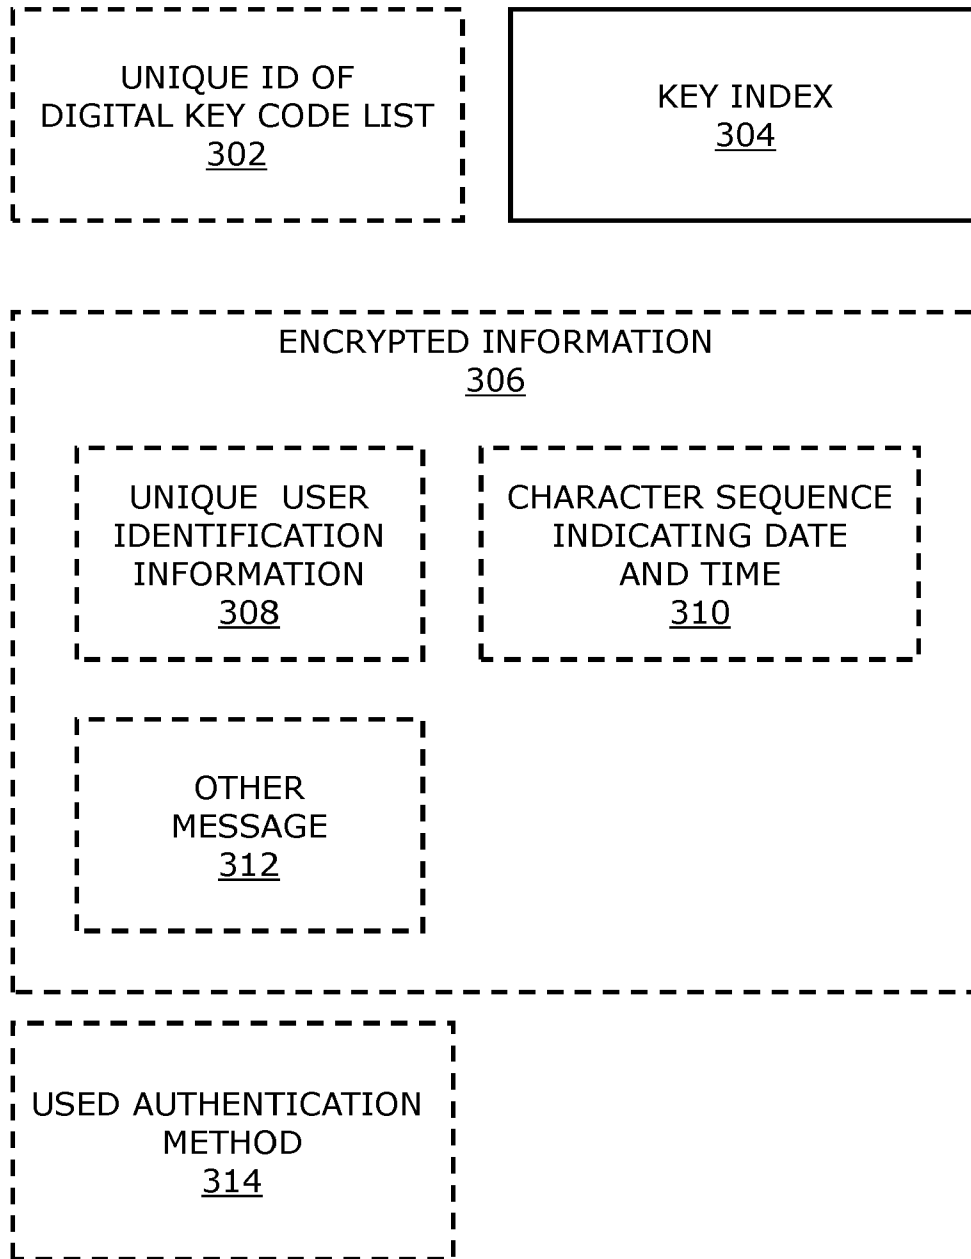 UNIQUE ID OF
DIGITAL KEY CODE LIST
302
KEY INDEX
304
ENCRYPTED INFORMATION
306
UNIQUE USER
IDENTIFICATION
INFORMATION
308
CHARACTER SEQUENCE
INDICATING DATE
AND TIME
310
OTHER
MESSAGE
312
USED AUTHENTICATION
METHOD
314